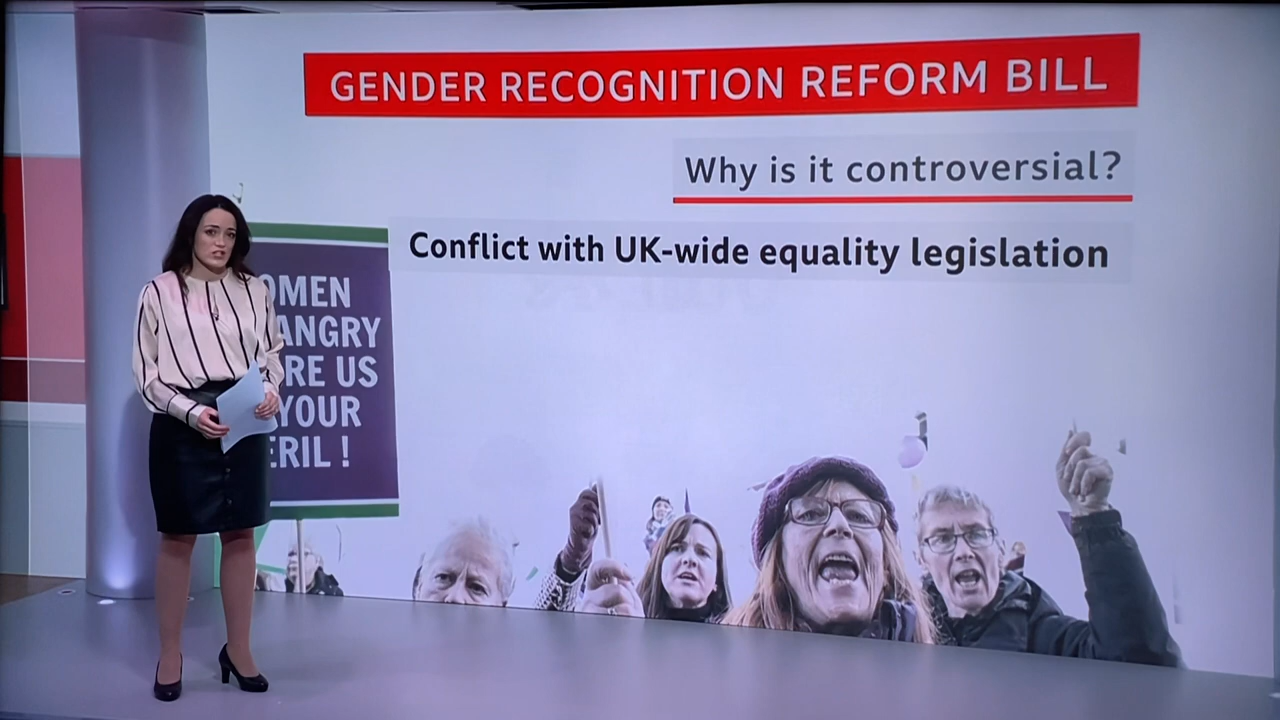 GENDER RECOGNITION REFORM BILL
Why is it controversial?
Conflict with UK-wide equality legislation
OMEN
ANGRY
RE US
YOUR
ERIL !